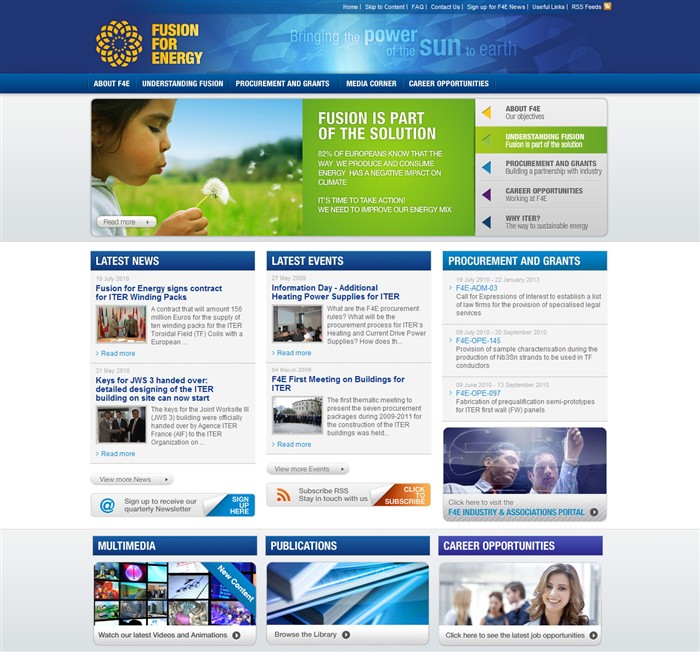 Home | Skip to Content | FAQ | Contact Us | Sign up for F4E News | Useful Links | RSS Feeds
FUSION
FOR
ENERGY
Bringing the power
of the sun to earth
ABOUT F4E
UNDERSTANDING FUSION
PROCUREMENT AND GRANTS
MEDIA CORNER
CAREER OPPORTUNITIES
FUSION IS PART
OF THE SOLUTION
82% OF EUROPEANS KNOW THAT THE
WAY WE PRODUCE AND CONSUME
ENERGY HAS A NEGATIVE IMPACT ON
CLIMATE
IT'S TIME TO TAKE ACTION!
WE NEED TO IMPROVE OUR ENERGY MIX
Read more
ABOUT F4E
Our objectives
UNDERSTANDING FUSION
Fusion is part of the solution
PROCUREMENT AND GRANTS
Building a partnership with industry
CAREER OPPORTUNITIES
Working at F4E
WHY ITER?
The way to sustainable energy
LATEST NEWS
19 July 2010
Fusion for Energy signs contract
for ITER Winding Packs
A contract that will amount 156
million Euros for the supply of
ten winding packs for the ITER
Toroidal Field (TF) Coils with a
European ...
Read more
31 May 2010
Keys for JWS 3 handed over:
detailed designing of the ITER
building on site can now start
The keys for the Joint Worksite III
(JWS 3) building were officially
handed over by Agence ITER
France (AIF) to the ITER
Organization on ...
Read more
View more News
@ Sign up to receive our
quarterly Newsletter
SIGN
UP
HERE
LATEST EVENTS
27 May 2009
Information Day - Additional
Heating Power Supplies for ITER
What are the F4E procurement
rules? What will be the
procurement process for ITER's
Heating and Current Drive Power
Supplies? How does th...
Read more
04 March 2009
F4E First Meeting on Buildings for
ITER
The first thematic meeting to
present the seven procurement
packages during 2009-2011 for
the construction of the ITER
buildings was held...
Read more
View more Events
Subscribe RSS
Stay in touch with us
CLICK
TO
SUBSCRIBE
PROCUREMENT AND GRANTS
19 July 2010 - 22 January 2013
F4E-ADM-03
Call for Expressions of Interest to establish a
list of law firms for the provision of specialised legal
services
09 July 2010 - 20 September 2010
F4E-OPE-145
Provision of sample characterisation during the
production of Nb3Sn strands to be used in TF
conductors
09 June 2010 - 13 September 2010
F4E-OPE-097
Fabrication of prequalification semi-prototypes
for ITER first wall (FW) panels
Click here to visit the
F4E INDUSTRY & ASSOCIATIONS PORTAL
MULTIMEDIA
New Content
Watch our latest Videos and Animations
PUBLICATIONS
Browse the Library
CAREER OPPORTUNITIES
Click here to see the latest job opportunities